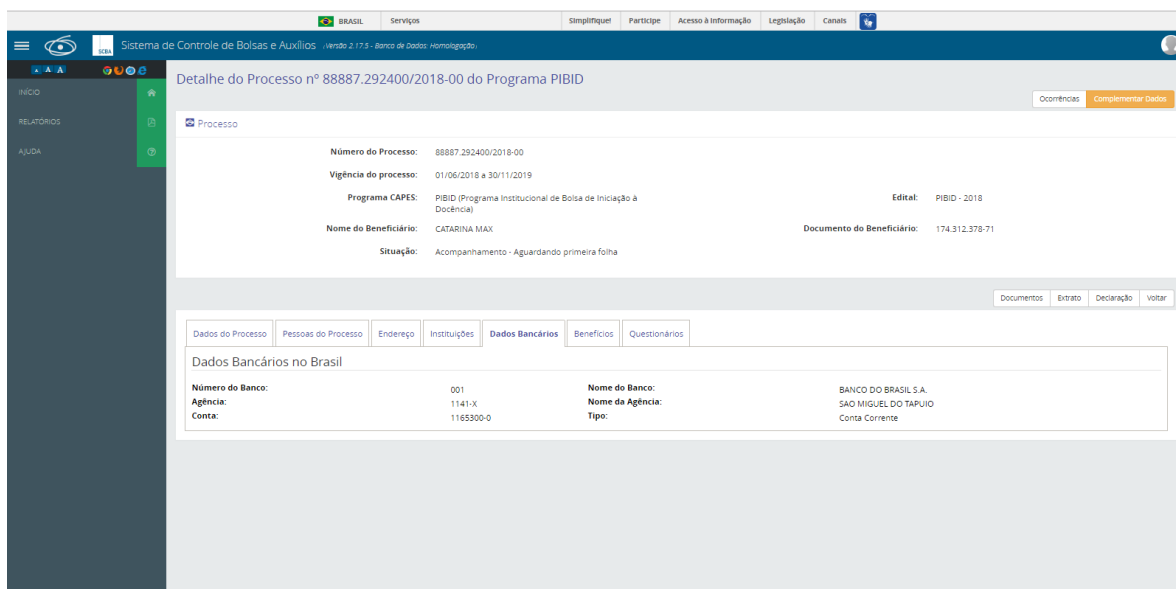 BRASIL Serviços Simplifique! Participe Acesso à Informação Legislação Canais
SCBA Sistema de Controle de Bolsas e Auxílios (Versão 2.17.5 - Banco de Dados: Homologação)
A A A
INÍCIO
RELATÓRIOS
AJUDA
Detalhe do Processo nº 88887.292400/2018-00 do Programa PIBID
Ocorrências Complementar Dados
Processo
Número do Processo: 88887.292400/2018-00
Vigência do processo: 01/06/2018 a 30/11/2019
Programa CAPES: PIBID (Programa Institucional de Bolsa de Iniciação à Edital: PIBID - 2018
Docência)
Nome do Beneficiário: CATARINA MAX Documento do Beneficiário: 174.312.378-71
Situação: Acompanhamento - Aguardando primeira folha
Documentos Extrato Declaração Voltar
Dados do Processo Pessoas do Processo Endereço Instituições Dados Bancários Benefícios Questionários
Dados Bancários no Brasil
Número do Banco: 001 Nome do Banco: BANCO DO BRASIL S.A.
Agência: 1141-X Nome da Agência: SAO MIGUEL DO TAPUIO
Conta: 1165300-0 Tipo: Conta Corrente